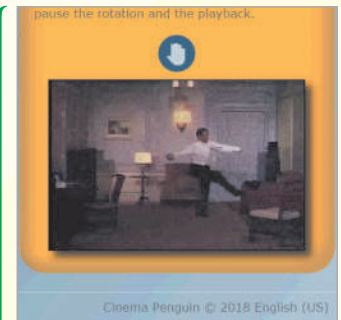 pause the rotation and the playback.
Cinema Penguin © 2018 English (US)